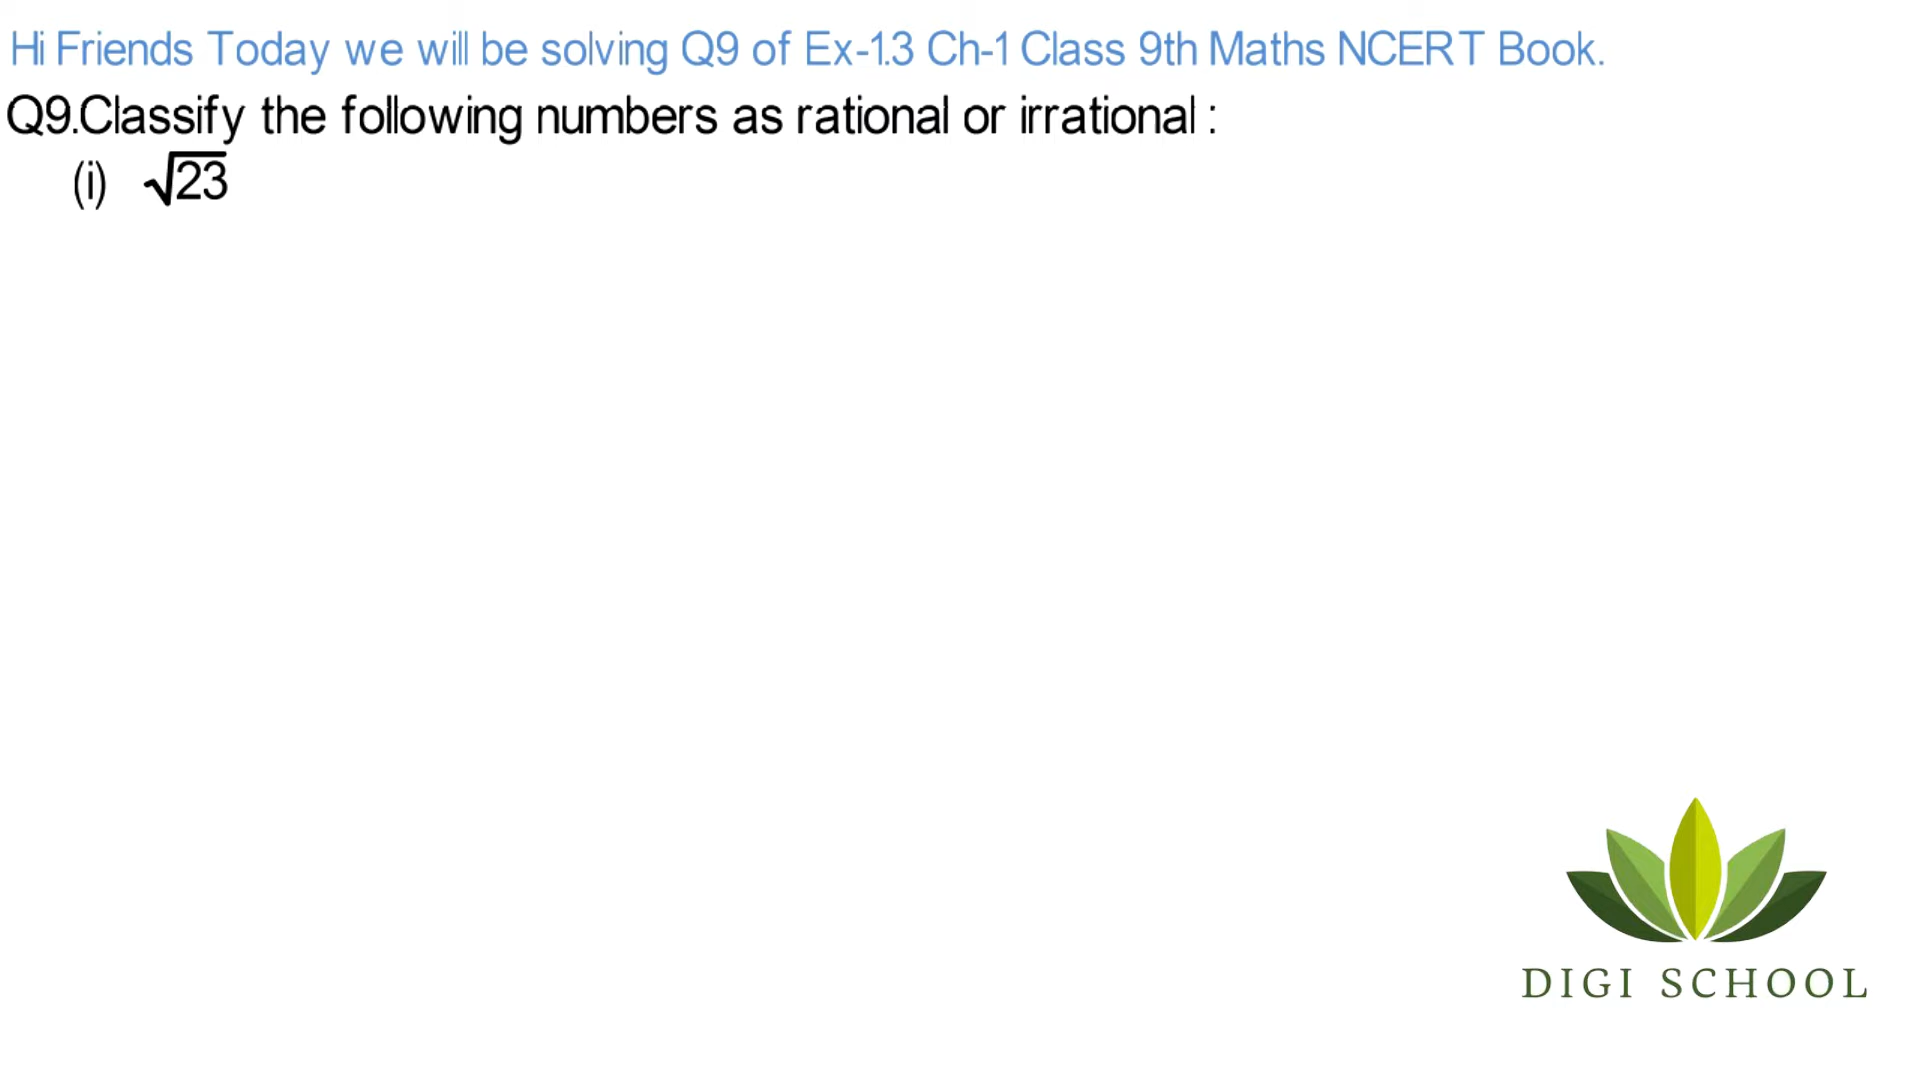 Hi Friends Today we will be solving Q9 of Ex-1.3 Ch-1 Class 9th Maths NCERT Book.
Q9.Classify the following numbers as rational or irrational :
(i) √23
DIGI SCHOOL